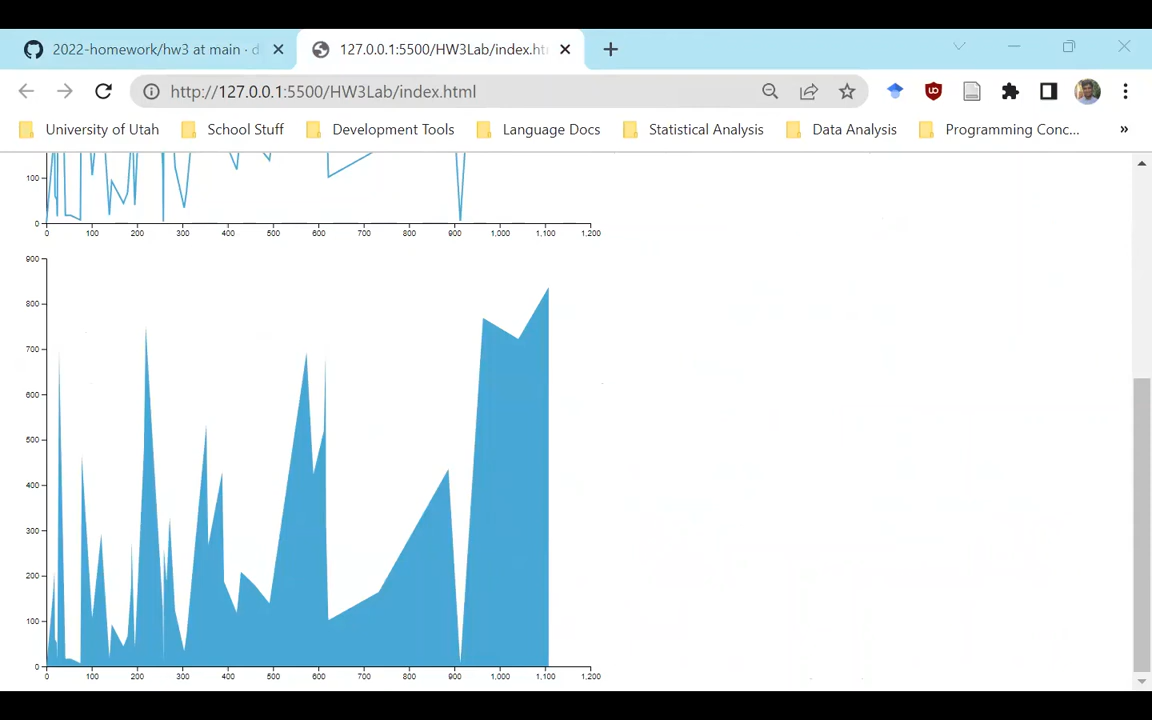 2022-homework/hw3 at main · d
127.0.0.1:5500/HW3Lab/index.ht
http://127.0.0.1:5500/HW3Lab/index.html
University of Utah School Stuff Development Tools Language Docs Statistical Analysis Data Analysis Programming Conc... »
100
0
0 100 200 300 400 500 600 700 800 900 1,000 1,100 1,200
900
800
700
600
500
400
300
200
100
0
0 100 200 300 400 500 600 700 800 900 1,000 1,100 1,200